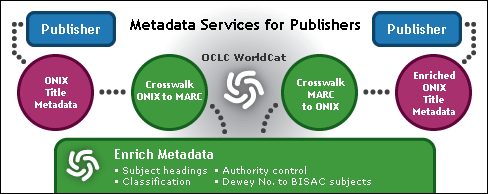 Metadata Services for Publishers
Publisher
Publisher
OCLC WorldCat
ONIX
Title
Metadata
Crosswalk
ONIX to MARC
Crosswalk
MARC
to ONIX
Enriched
ONIX
Title
Metadata
Enrich Metadata
• Subject headings • Authority control
• Classification • Dewey No. to BISAC subjects